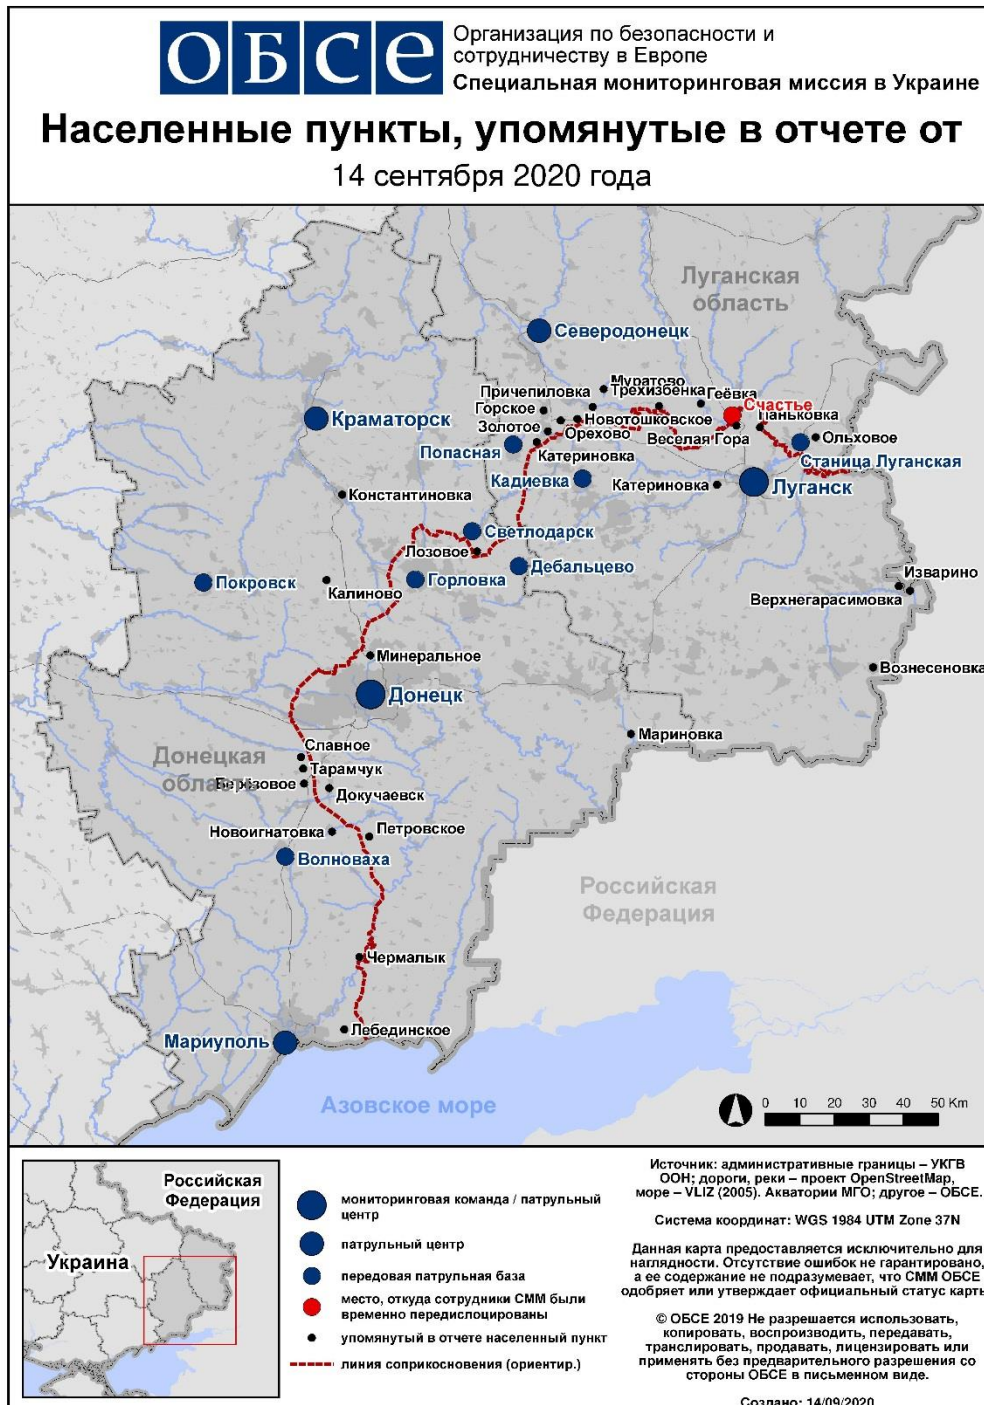 ОБСЕ
Организация по безопасности и
сотрудничеству в Европе
Специальная мониторинговая миссия в Украине
Населенные пункты, упомянутые в отчете от
14 сентября 2020 года
Луганская
область
Северодонецк
Муратово
Причепиловка
Трехизбенка
Геёвка
Счастье
Краматорск
Горское
Новотошковское
Паньковка
Золотое
Орехово
Веселая Гора
Ольховое
Попасная
Катериновка
Станица Луганская
Кадиевка
Катериновка
Луганск
Константиновка
Светлодарск
Лозовое
Дебальцево
Покровск
Горловка
Изварино
Калиново
Верхнегарасимовка
Минеральное
Вознесеновка
Донецк
Мариновка
Славное
Донецкая
область
Тарамчук
Берёзовое
Докучаевск
Новоигнатовка
Петровское
Волноваха
Российская
Федерация
Чермалык
Лебединское
Мариуполь
Азовское море
0 10 20 30 40 50 Km
Российская
Федерация
Украина
мониторинговая команда / патрульный
центр
патрульный центр
передовая патрульная база
место, откуда сотрудники СММ были
временно передислоцированы
упомянутый в отчете населенный пункт
линия соприкосновения (ориентир.)
Источник: административные границы – УКГВ
ООН; дороги, реки – проект OpenStreetMap,
море – VLIZ (2005). Акватории МГО; другое – ОБСЕ.
Система координат: WGS 1984 UTM Zone 37N
Данная карта предоставляется исключительно для
наглядности. Отсутствие ошибок не гарантировано,
а ее содержание не подразумевает, что СММ ОБСЕ
одобряет или утверждает официальный статус карты
© ОБСЕ 2019 Не разрешается использовать,
копировать, воспроизводить, передавать,
транслировать, продавать, лицензировать или
применять без предварительного разрешения со
стороны ОБСЕ в письменном виде.
Создано: 14/09/2020